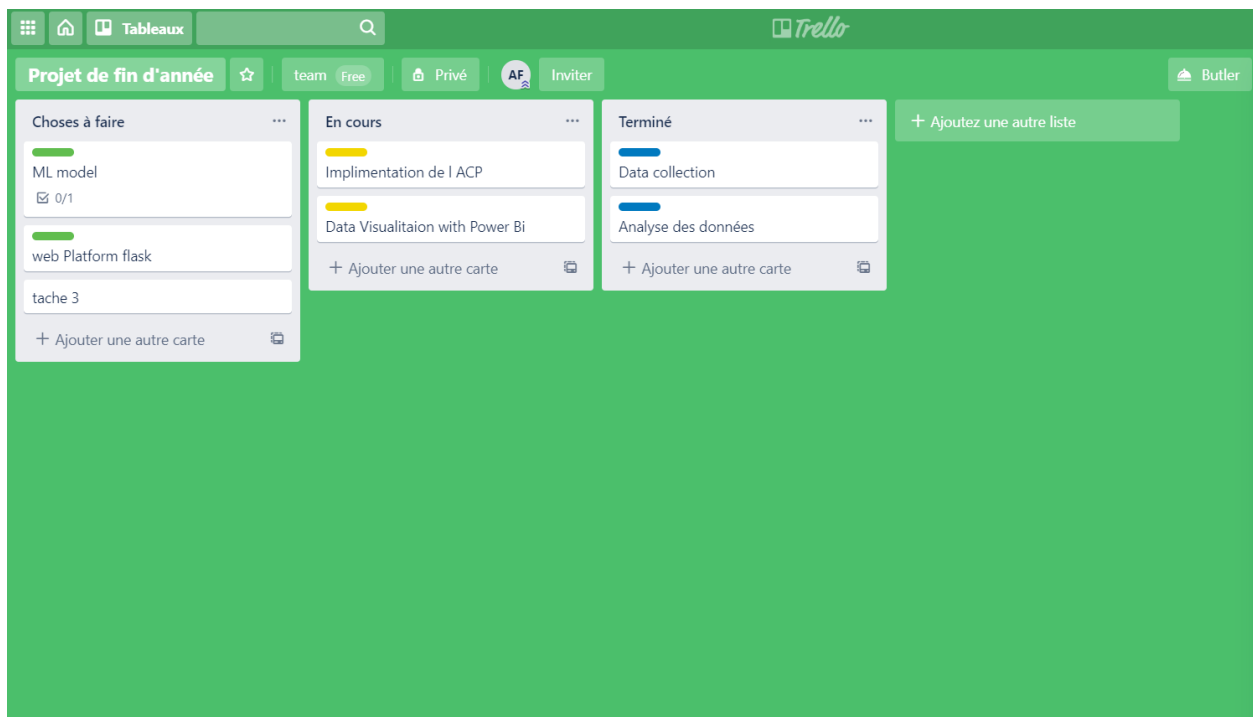 Tableaux
Trello
Projet de fin d'année
team Free
Privé
AF
Inviter
Butler
Choses à faire
ML model
0/1
web Platform flask
tache 3
+ Ajouter une autre carte
En cours
Implimentation de l ACP
Data Visualitaion with Power Bi
+ Ajouter une autre carte
Terminé
Data collection
Analyse des données
+ Ajouter une autre carte
+ Ajoutez une autre liste